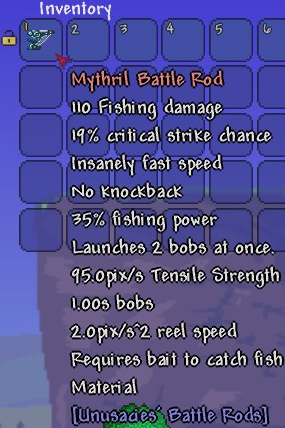 Inventory
1 2 3 4 5 6
Mythril Battle Rod
110 Fishing damage
19% critical strike chance
Insanely fast speed
No knockback
35% fishing power
Launches 2 bobs at once.
95.0pix/s Tensile Strength
1.00s bobs
2.0pix/s^2 reel speed
Requires bait to catch fish
Material
[Unusacies' Battle Rods]